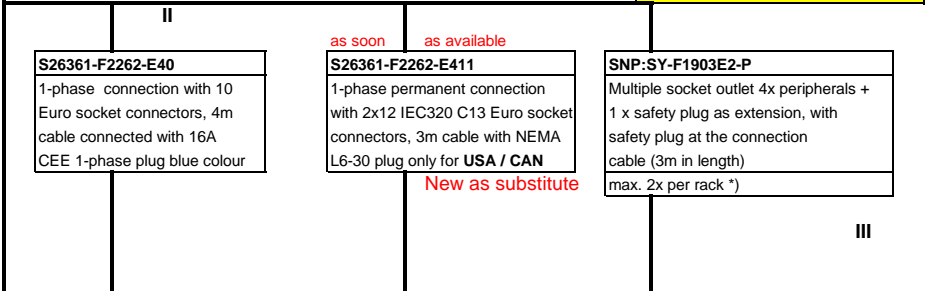 II
as soon as available
S26361-F2262-E40
1-phase connection with 10
Euro socket connectors, 4m
cable connected with 16A
CEE 1-phase plug blue colour
S26361-F2262-E411
1-phase permanent connection
with 2x12 IEC320 C13 Euro socket
connectors, 3m cable with NEMA
L6-30 plug only for USA / CAN
New as substitute
SNP:SY-F1903E2-P
Multiple socket outlet 4x peripherals +
1 x safety plug as extension, with
safety plug at the connection
cable (3m in length)
max. 2x per rack *)
III